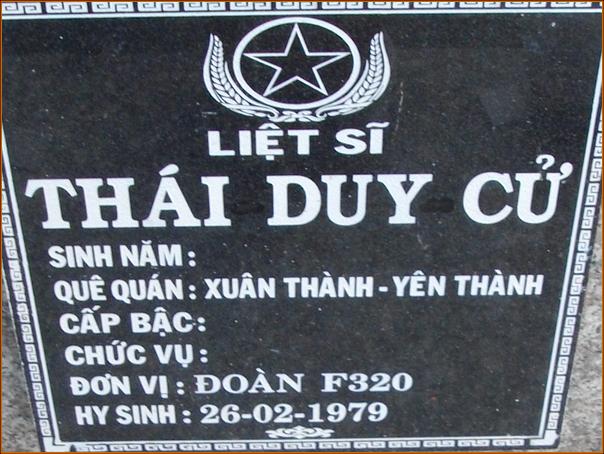 LIỆT SĨ
THÁI DUY CỬ
SINH NĂM :
QUÊ QUÁN : XUÂN THÀNH - YÊN THÀNH
CẤP BẬC :
CHỨC VỤ :
ĐƠN VỊ : ĐOÀN F320
HY SINH : 26-02-1979